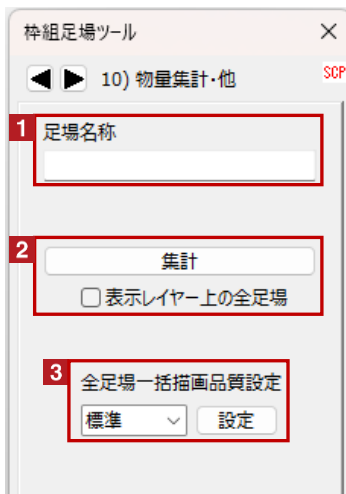 枠組足場ツール
10) 物量集計・他
SCP
1
足場名称
2
集計
表示レイヤー上の全足場
3
全足場一括描画品質設定
標準 設定